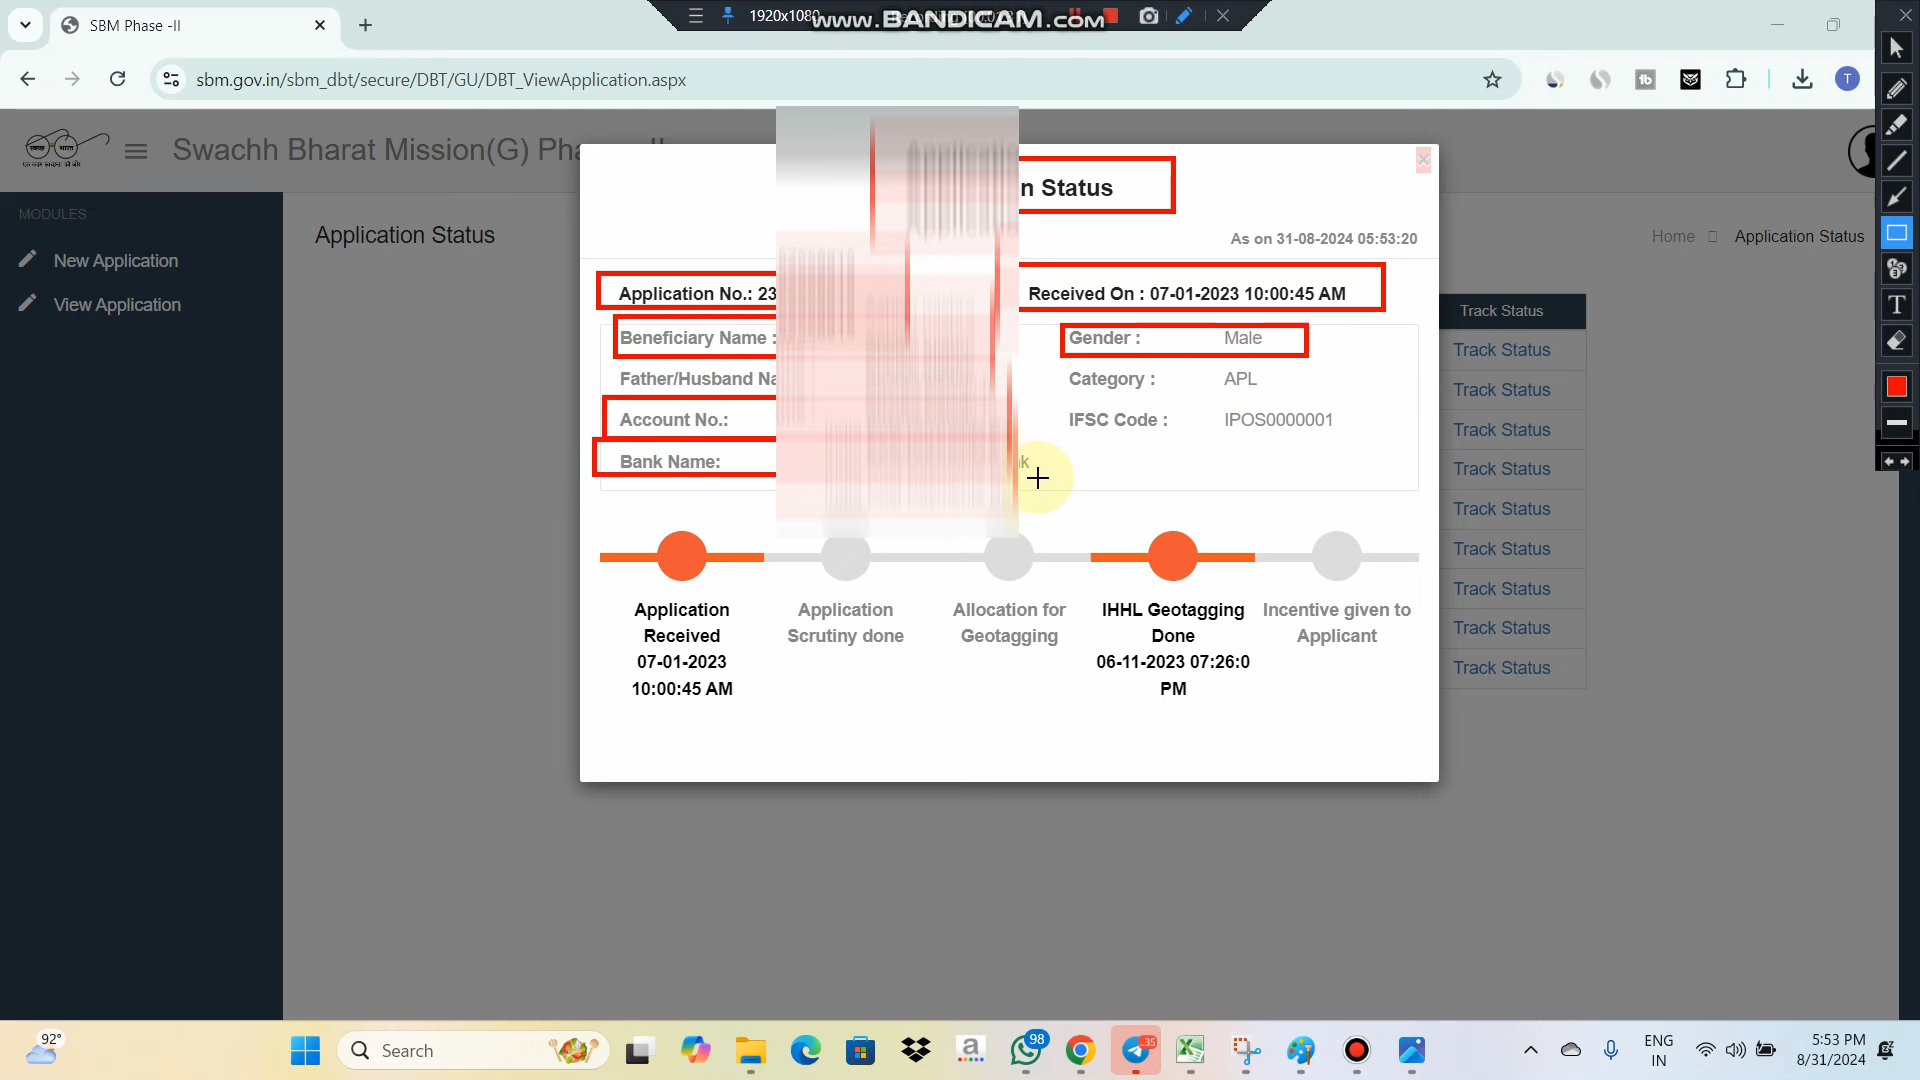 SBM Phase -II
1920x1080
www.BANDICAM.com
sbm.gov.in/sbm_dbt/secure/DBT/GU/DBT_ViewApplication.aspx
T
Swachh Bharat Mission(G)
MODULES
New Application
View Application
Application Status
Home
Application Status
n Status
As on 31-08-2024 05:53:20
Application No.: 23
Received On : 07-01-2023 10:00:45 AM
Beneficiary Name :
Gender : Male
Father/Husband Na
Category : APL
Account No.:
IFSC Code : IPOS0000001
Bank Name:
k
Application Received 07-01-2023 10:00:45 AM
Application Scrutiny done
Allocation for Geotagging
IHHL Geotagging Done 06-11-2023 07:26:0 PM
Incentive given to Applicant
Track Status
Track Status
Track Status
Track Status
Track Status
Track Status
Track Status
Track Status
Track Status
Track Status
92°
Search
98
35
ENG
IN
5:53 PM
8/31/2024